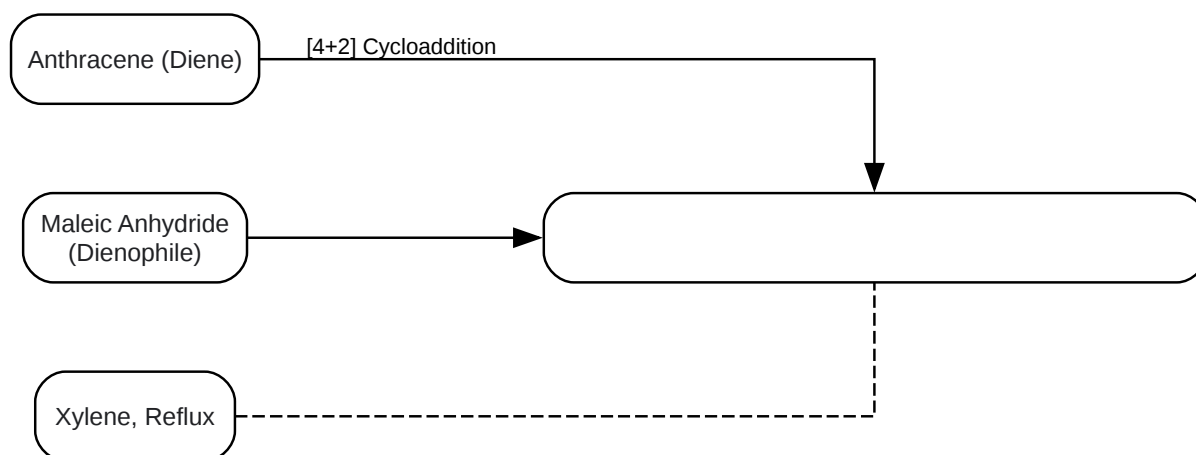 Anthracene (Diene)
[4+2] Cycloaddition
Maleic Anhydride
(Dienophile)
Xylene, Reflux